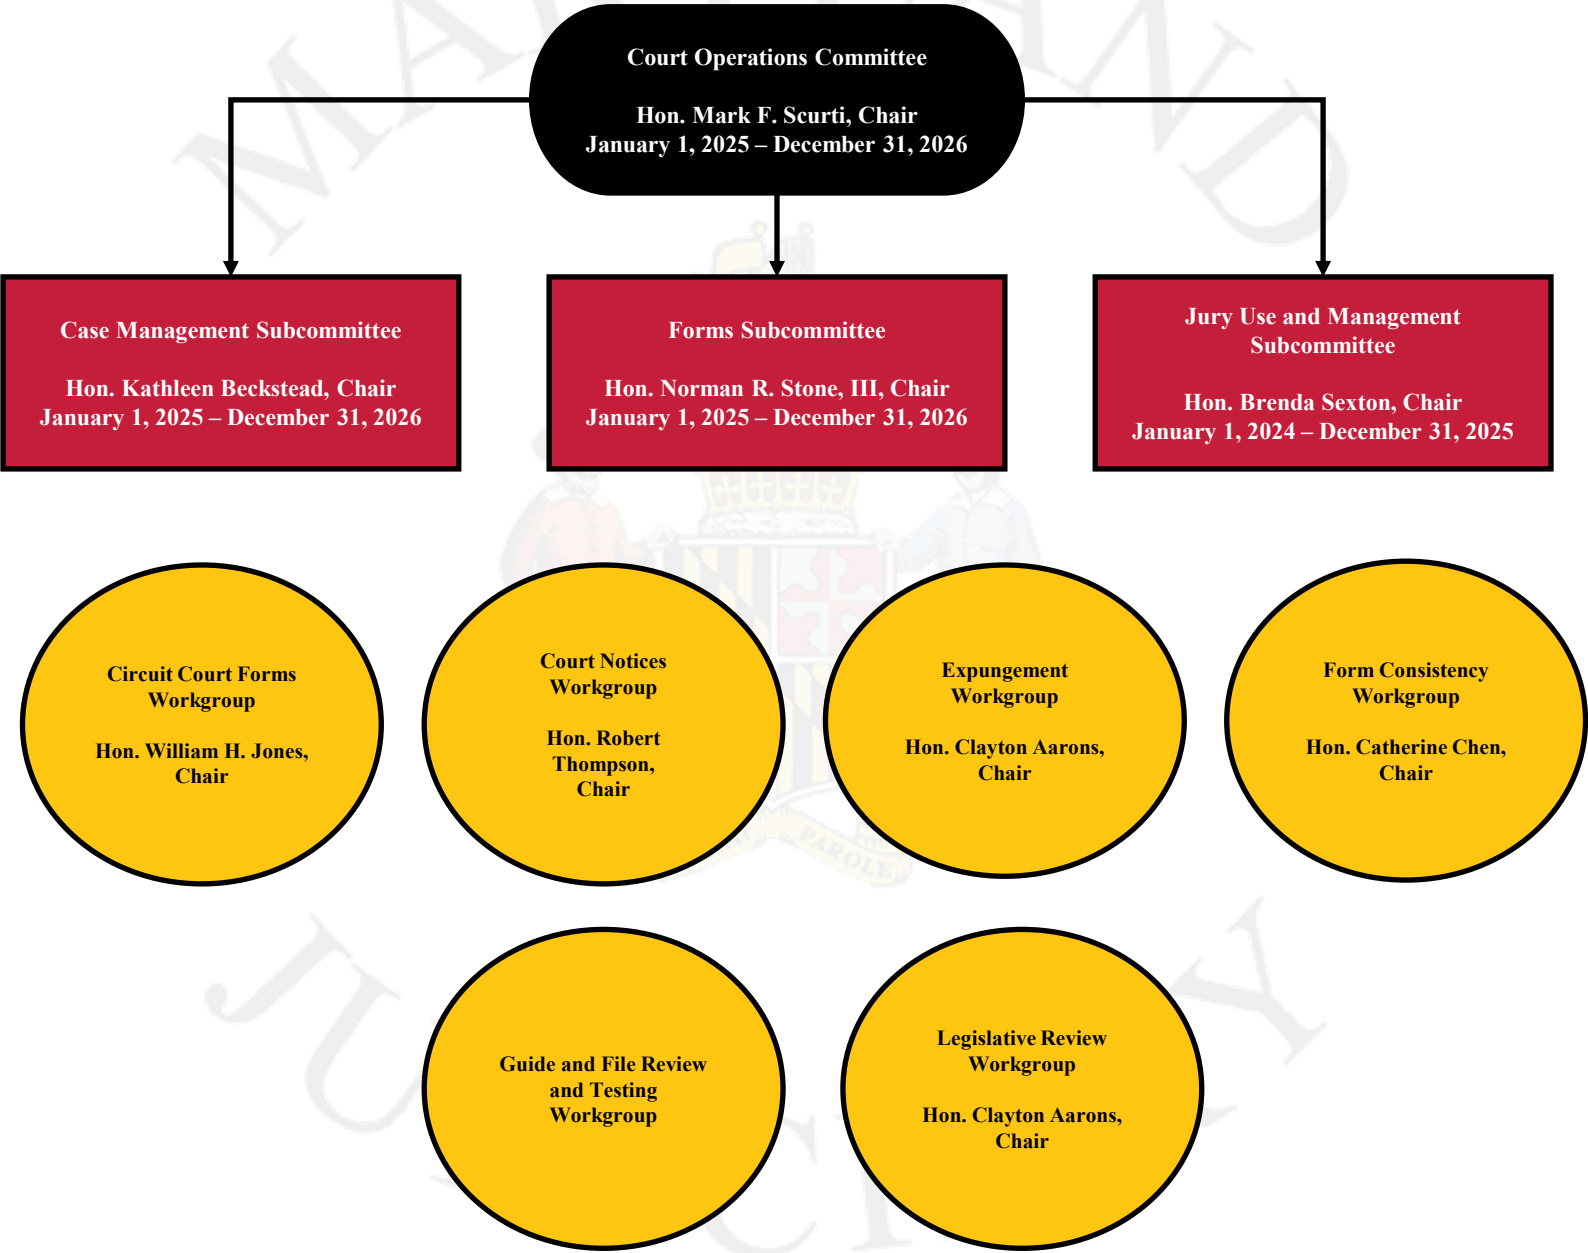 Court Operations Committee
Hon. Mark F. Scurti, Chair
January 1, 2025 – December 31, 2026
Case Management Subcommittee
Hon. Kathleen Beckstead, Chair
January 1, 2025 – December 31, 2026
Forms Subcommittee
Hon. Norman R. Stone, III, Chair
January 1, 2025 – December 31, 2026
Jury Use and Management
Subcommittee
Hon. Brenda Sexton, Chair
January 1, 2024 – December 31, 2025
Circuit Court Forms
Workgroup
Hon. William H. Jones,
Chair
Court Notices
Workgroup
Hon. Robert
Thompson,
Chair
Expungement
Workgroup
Hon. Clayton Aarons,
Chair
Form Consistency
Workgroup
Hon. Catherine Chen,
Chair
Guide and File Review
and Testing
Workgroup
Legislative Review
Workgroup
Hon. Clayton Aarons,
Chair
PAROLE